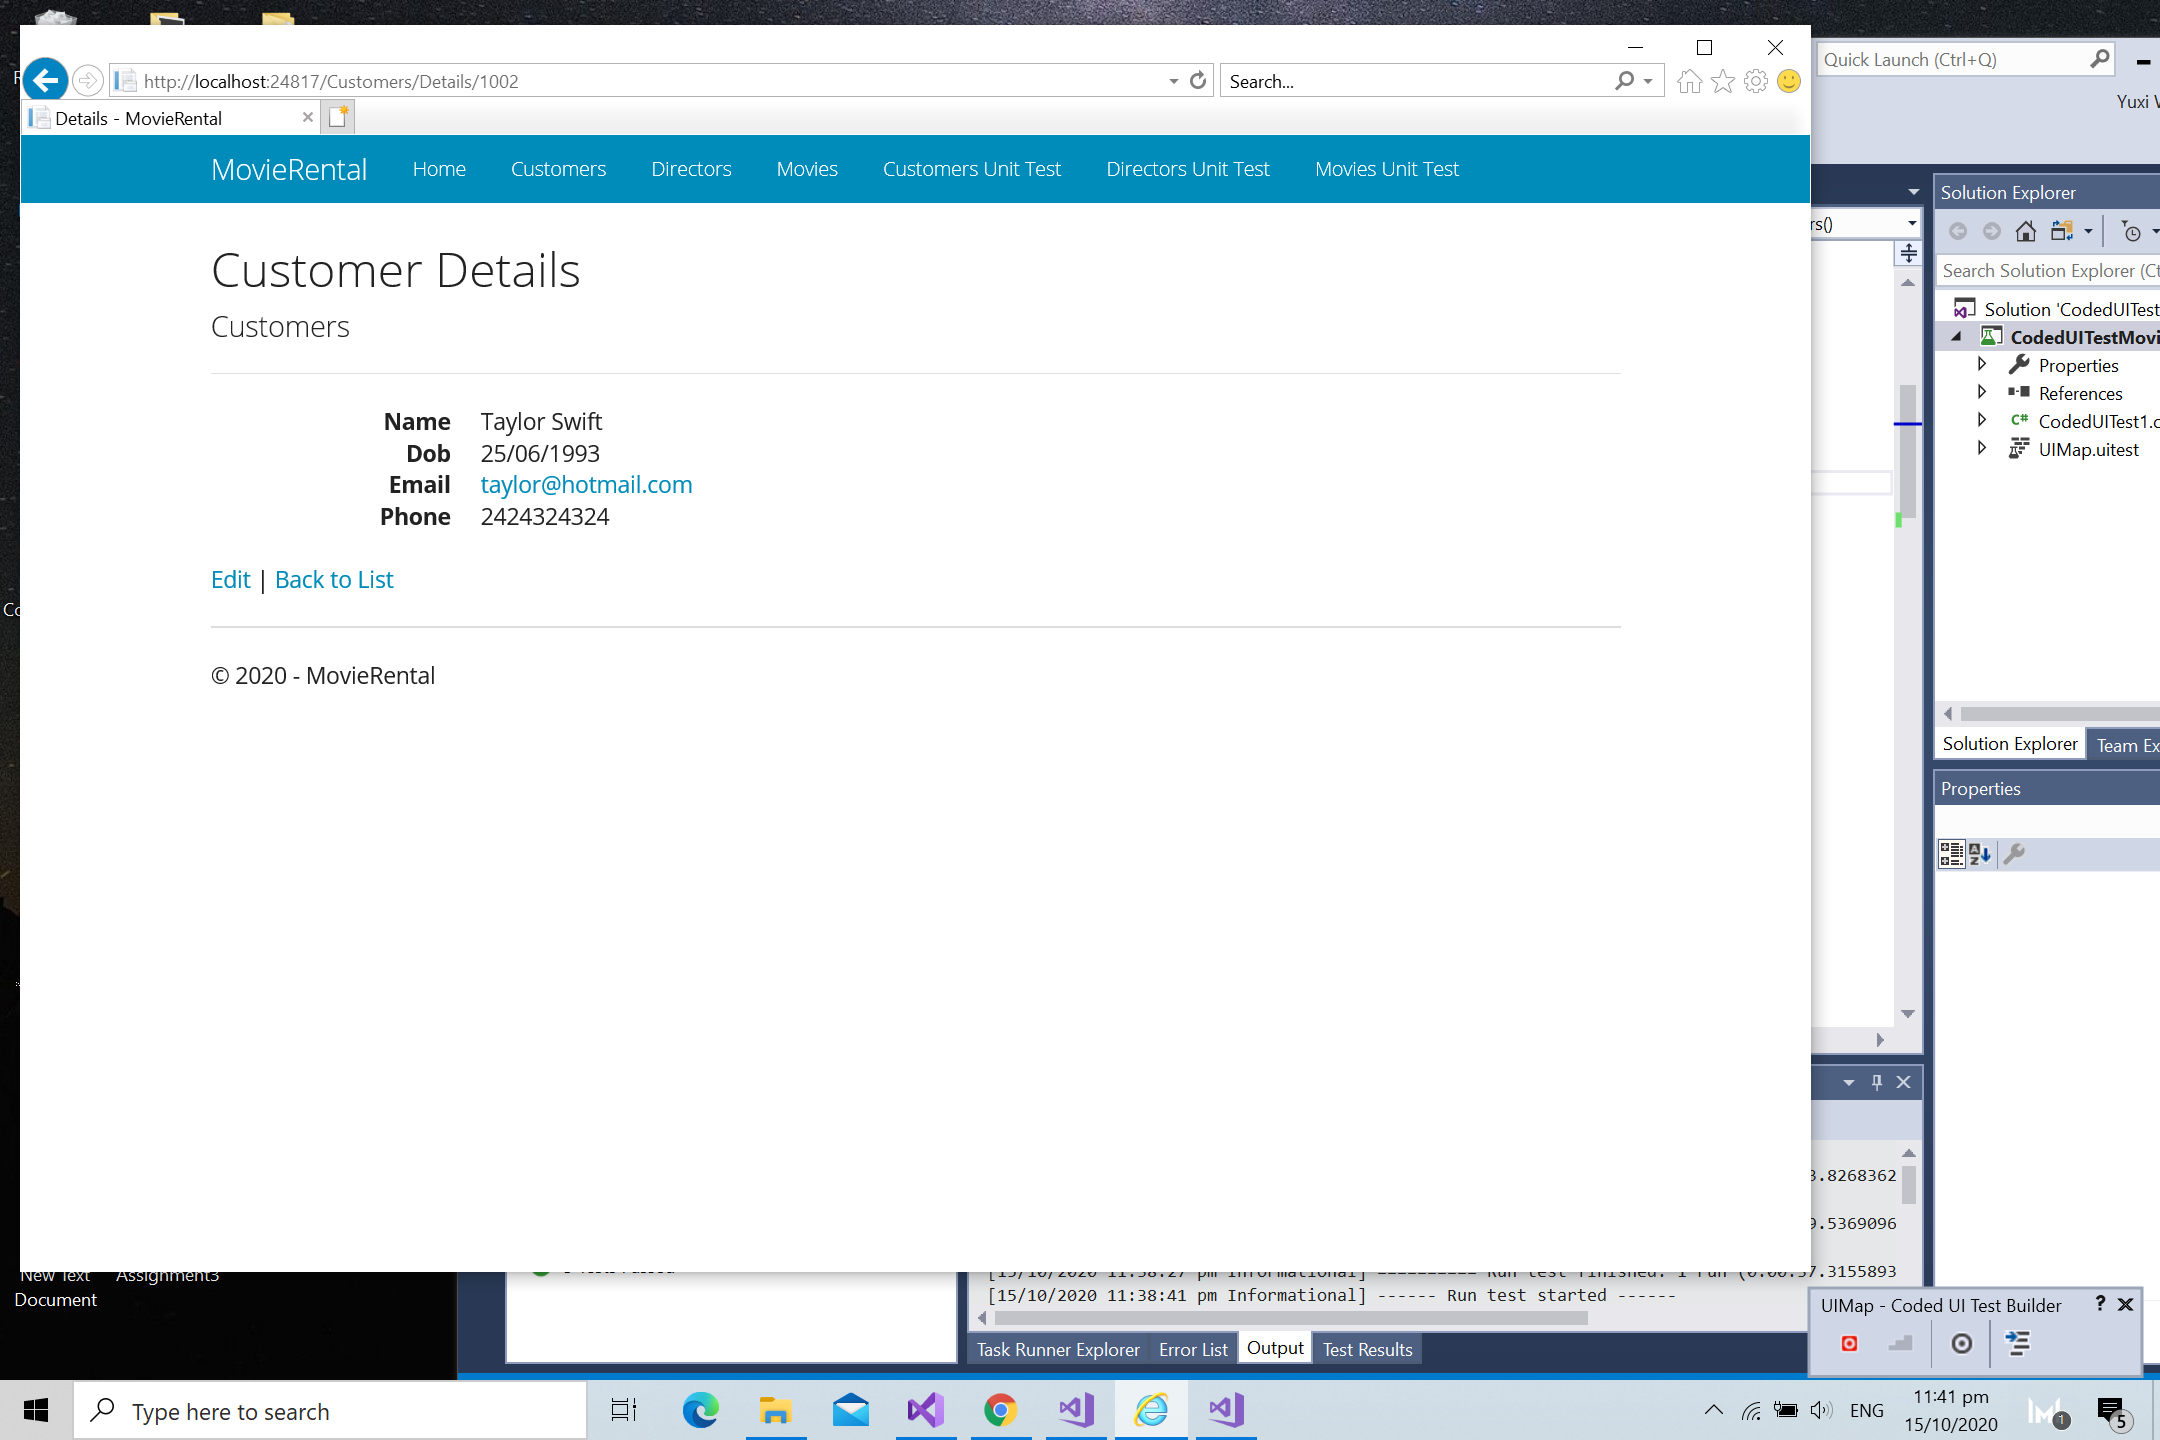 http://localhost:24817/Customers/Details/1002
Search...
Details - MovieRental
MovieRental Home Customers Directors Movies Customers Unit Test Directors Unit Test Movies Unit Test
Customer Details
Customers
Name Taylor Swift
Dob 25/06/1993
Email taylor@hotmail.com
Phone 2424324324
Edit | Back to List
© 2020 - MovieRental
Quick Launch (Ctrl+Q)
Yuxi
rs()
Solution Explorer
Search Solution Explorer (Ct
Solution 'CodedUITest
CodedUITestMovi
Properties
References
CodedUITest1.c
UIMap.uitest
Solution Explorer Team Ex
Properties
3.8268362
9.5369096
[15/10/2020 11:38:27 pm Informational] ========== Run test finished: 1 run (0:00:37.3155893
[15/10/2020 11:38:41 pm Informational] ------ Run test started ------
Task Runner Explorer Error List Output Test Results
UIMap - Coded UI Test Builder
New Text Document
Assignment3
Type here to search
ENG
11:41 pm
15/10/2020
1
5